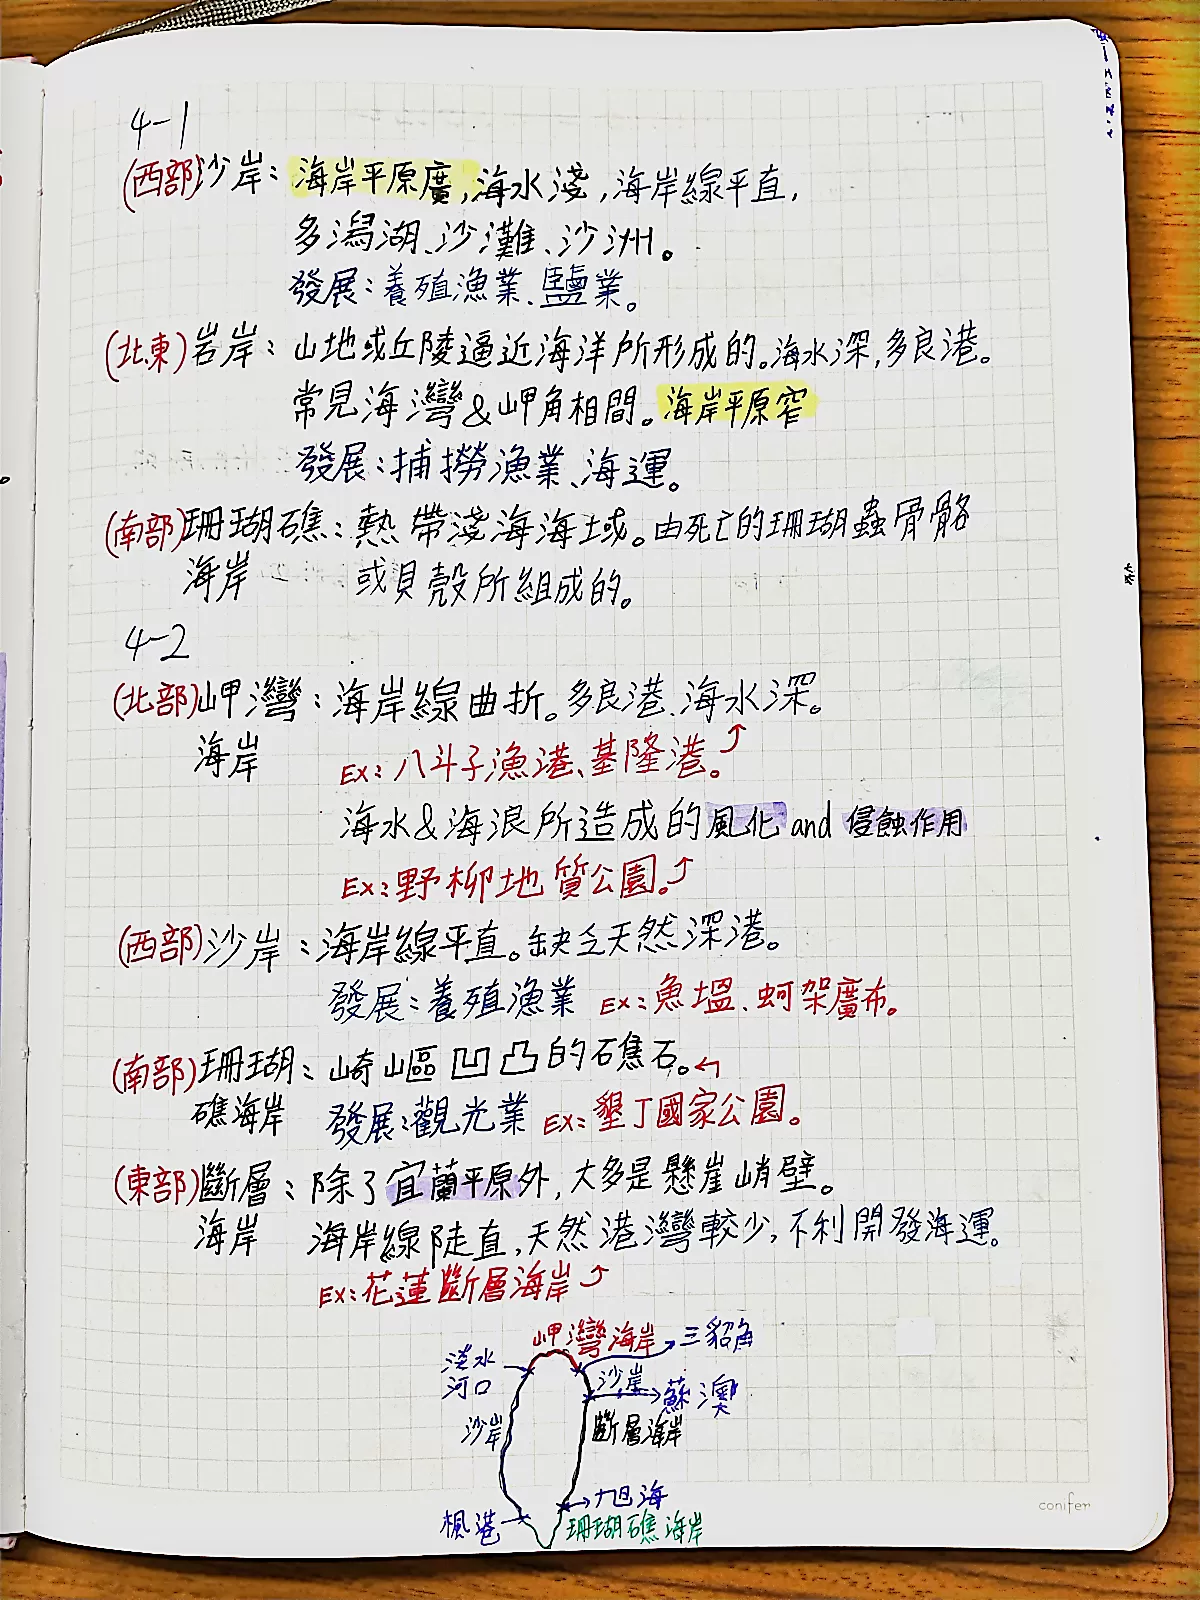 4-1
(西部)沙岸：海岸平原廣,海水淺,海岸線平直,
多潟湖、沙灘、沙洲。
發展：養殖漁業、鹽業。
(北.東)岩岸：山地或丘陵逼近海洋所形成的。海水深,多良港。
常見海灣&岬角相間。海岸平原窄
發展：捕撈漁業、海運。
(南部)珊瑚礁：熱帶淺海海域。由死亡的珊瑚蟲骨骼
海岸 或貝殼所組成的。
4-2
(北部)岬灣：海岸線曲折。多良港、海水深。
海岸 EX：八斗子漁港、基隆港。
海水&海浪所造成的風化 and 侵蝕作用
EX：野柳地質公園。
(西部)沙岸：海岸線平直。缺乏天然深港。
發展：養殖漁業 EX：魚塭、蚵架廣布。
(南部)珊瑚：崎嶇凹凸的礁石。
礁海岸 發展：觀光業 EX：墾丁國家公園。
(東部)斷層：除了宜蘭平原外,大多是懸崖峭壁。
海岸 海岸線陡直,天然港灣較少,不利開發海運。
EX：花蓮斷層海岸
岬灣海岸 三貂角
淡水
河口
沙岸 蘇澳
沙岸 斷層海岸
旭海
楓港 珊瑚礁海岸
conifer